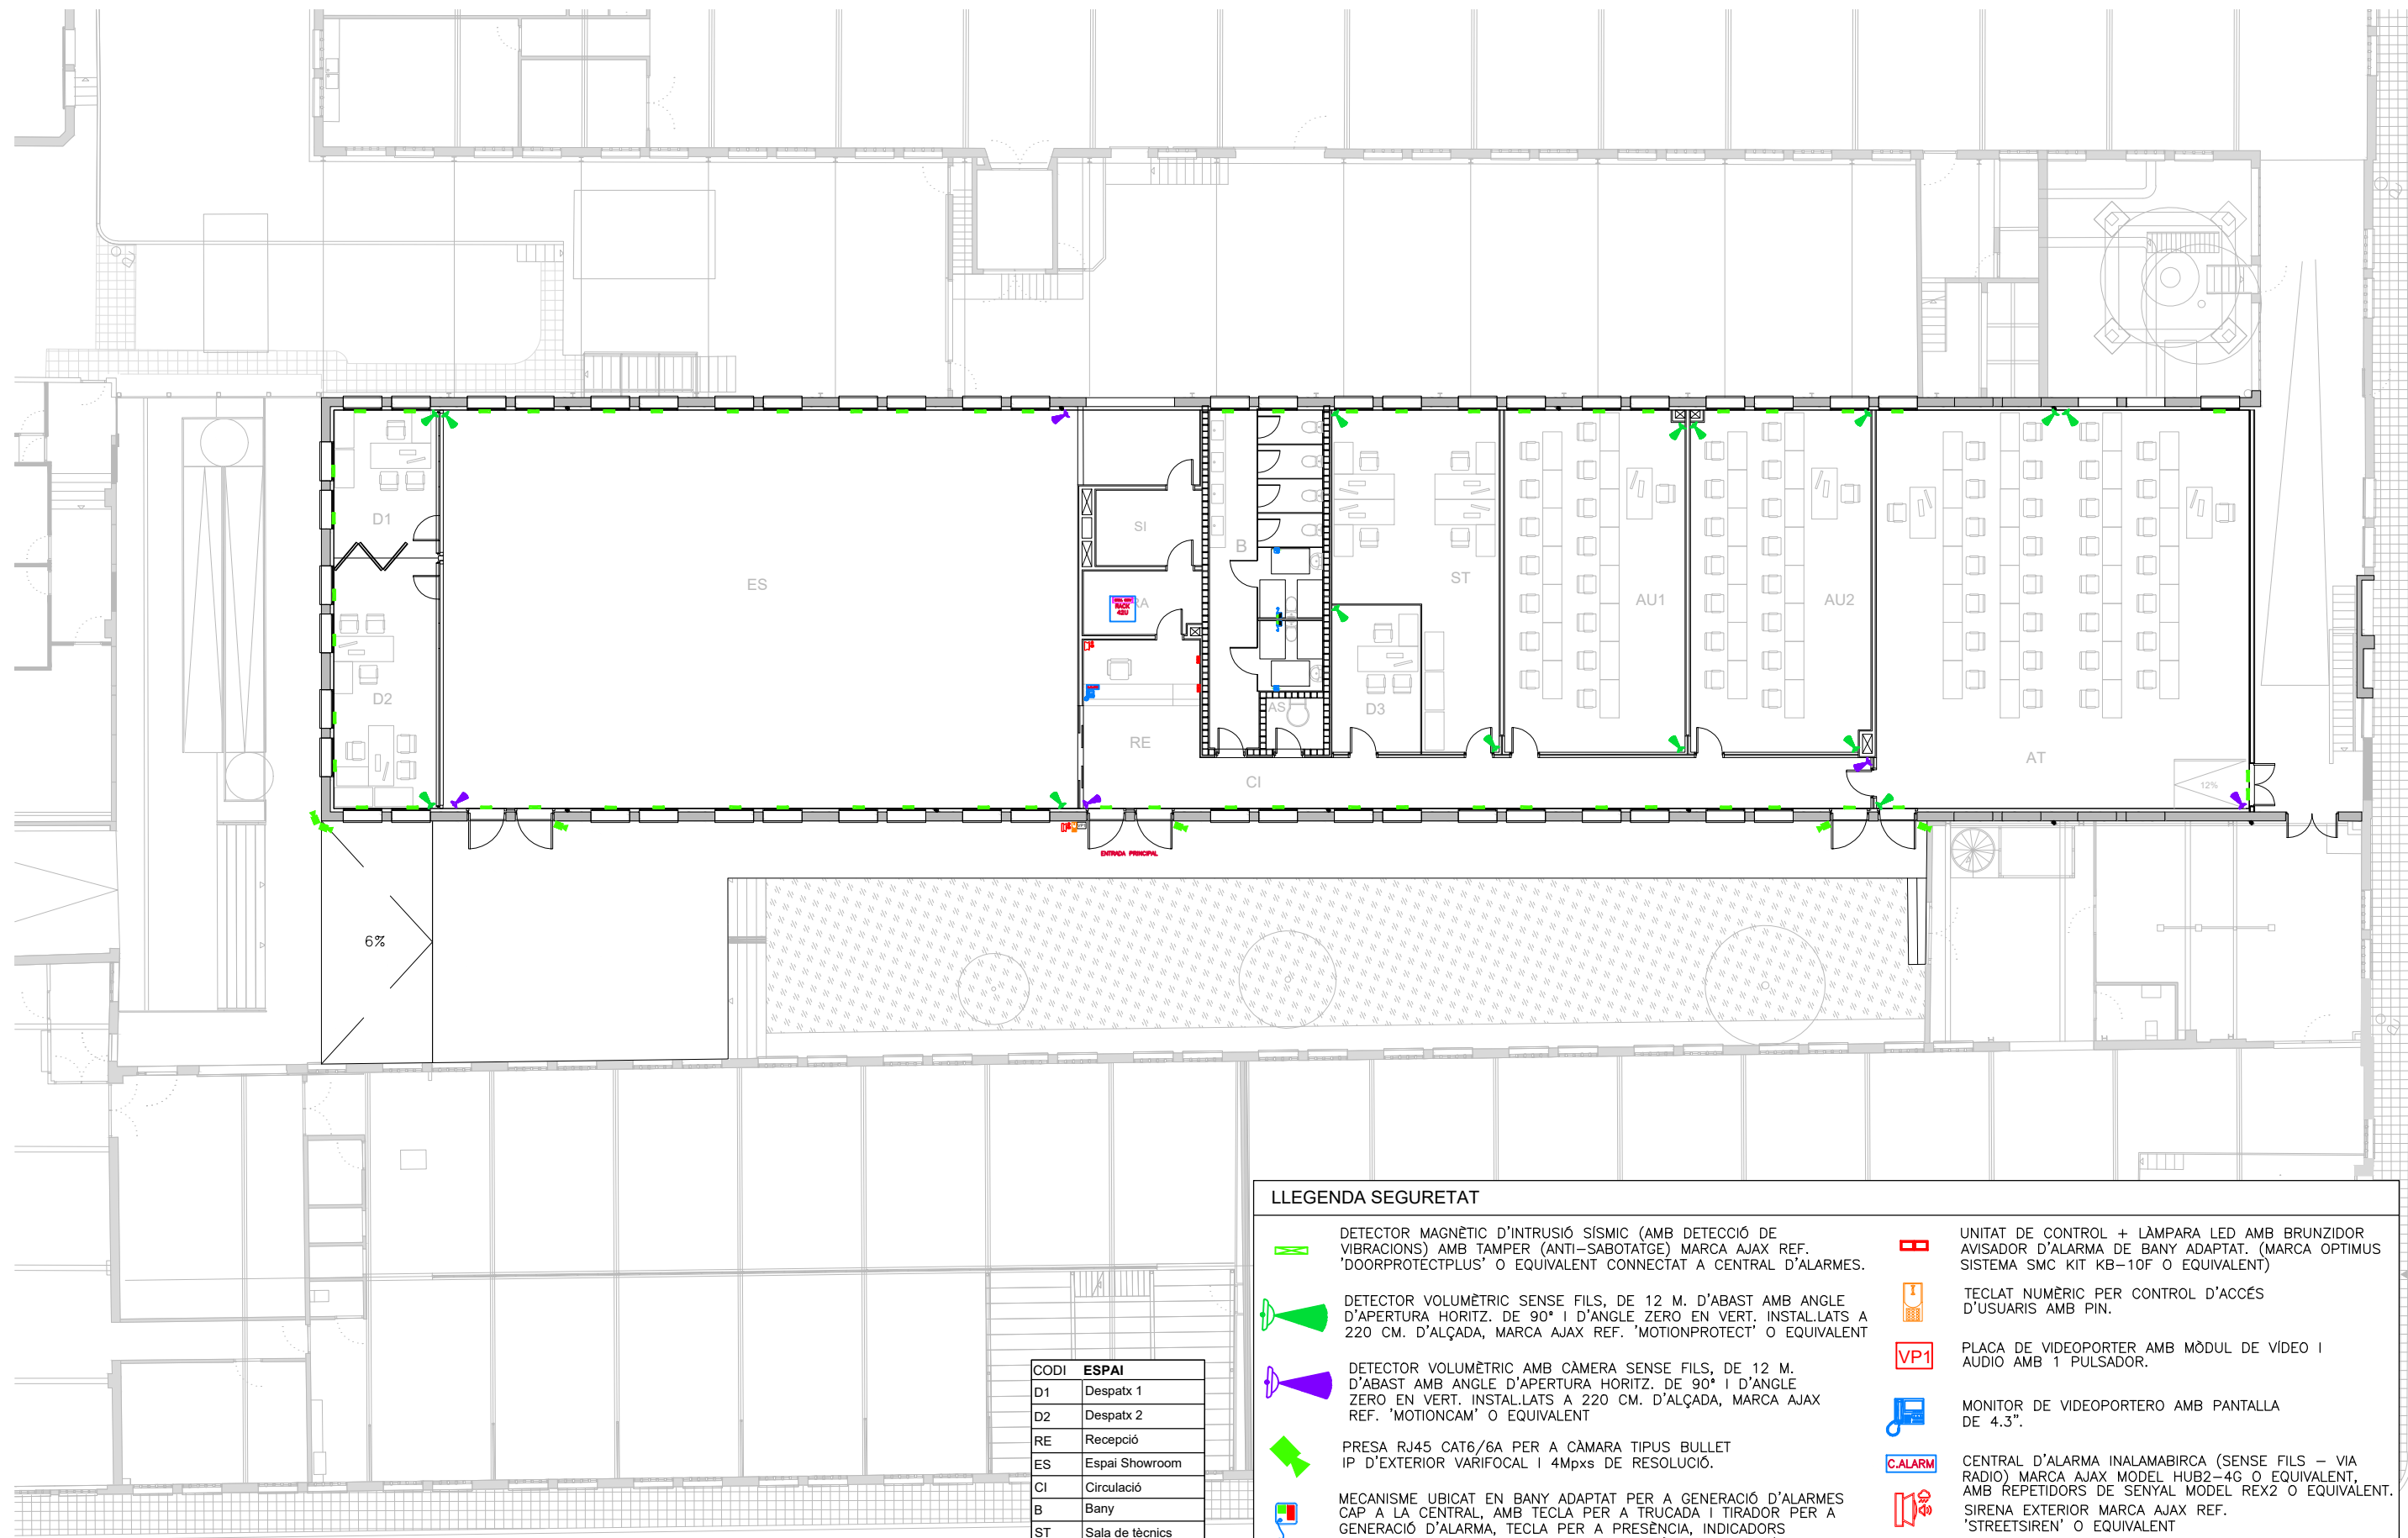 D1
SI
B
ES
RA
RACK
42U
ST
AU1
AU2
D2
AS
D3
RE
AT
CI
12%
VP1
ENTRADA PRINCIPAL
6%
LLEGENDA SEGURETAT
DETECTOR MAGNÈTIC D'INTRUSIÓ SÍSMIC (AMB DETECCIÓ DE
VIBRACIONS) AMB TAMPER (ANTI-SABOTATGE) MARCA AJAX REF.
'DOORPROTECTPLUS' O EQUIVALENT CONNECTAT A CENTRAL D'ALARMES.
DETECTOR VOLUMÈTRIC SENSE FILS, DE 12 M. D'ABAST AMB ANGLE
D'APERTURA HORITZ. DE 90° I D'ANGLE ZERO EN VERT. INSTAL.LATS A
220 CM. D'ALÇADA, MARCA AJAX REF. 'MOTIONPROTECT' O EQUIVALENT
DETECTOR VOLUMÈTRIC AMB CÀMERA SENSE FILS, DE 12 M.
D'ABAST AMB ANGLE D'APERTURA HORITZ. DE 90° I D'ANGLE
ZERO EN VERT. INSTAL.LATS A 220 CM. D'ALÇADA, MARCA AJAX
REF. 'MOTIONCAM' O EQUIVALENT
PRESA RJ45 CAT6/6A PER A CÀMARA TIPUS BULLET
IP D'EXTERIOR VARIFOCAL I 4Mpxs DE RESOLUCIÓ.
MECANISME UBICAT EN BANY ADAPTAT PER A GENERACIÓ D'ALARMES
CAP A LA CENTRAL, AMB TECLA PER A TRUCADA I TIRADOR PER A
GENERACIÓ D'ALARMA, TECLA PER A PRESÈNCIA, INDICADORS
UNITAT DE CONTROL + LÀMPARA LED AMB BRUNZIDOR
AVISADOR D'ALARMA DE BANY ADAPTAT. (MARCA OPTIMUS
SISTEMA SMC KIT KB-10F O EQUIVALENT)
TECLAT NUMÈRIC PER CONTROL D'ACCÉS
D'USUARIS AMB PIN.
VP1
PLACA DE VIDEOPORTER AMB MÒDUL DE VÍDEO I
AUDIO AMB 1 PULSADOR.
MONITOR DE VIDEOPORTERO AMB PANTALLA
DE 4.3".
C.ALARM
CENTRAL D'ALARMA INALAMABIRCA (SENSE FILS - VIA
RADIO) MARCA AJAX MODEL HUB2-4G O EQUIVALENT,
AMB REPETIDORS DE SENYAL MODEL REX2 O EQUIVALENT.
SIRENA EXTERIOR MARCA AJAX REF.
'STREETSIREN' O EQUIVALENT
CODI ESPAI
D1 Despatx 1
D2 Despatx 2
RE Recepció
ES Espai Showroom
CI Circulació
B Bany
ST Sala de tècnics